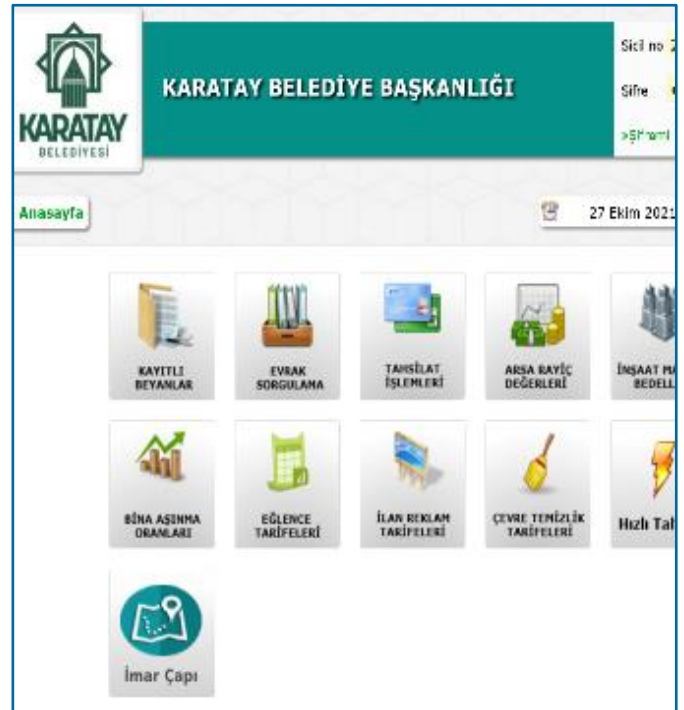 KARATAY
BELEDİYESİ
KARATAY BELEDİYE BAŞKANLIĞI
Sicil no
Şifre
Anasayfa
27 Ekim 2021
KAYITLI
BEYANLAR
EVRAK
SORGULAMA
TAHSİLAT
İŞLEMLERİ
ARSA RAYİÇ
DEĞERLERİ
İNŞAAT
BİNA AŞINMA
ORANLARI
EĞLENCE
TARİFELERİ
İLAN REKLAM
TARİFELERİ
ÇEVRE TEMİZLİK
TARİFELERİ
Hızlı
İmar Çapı